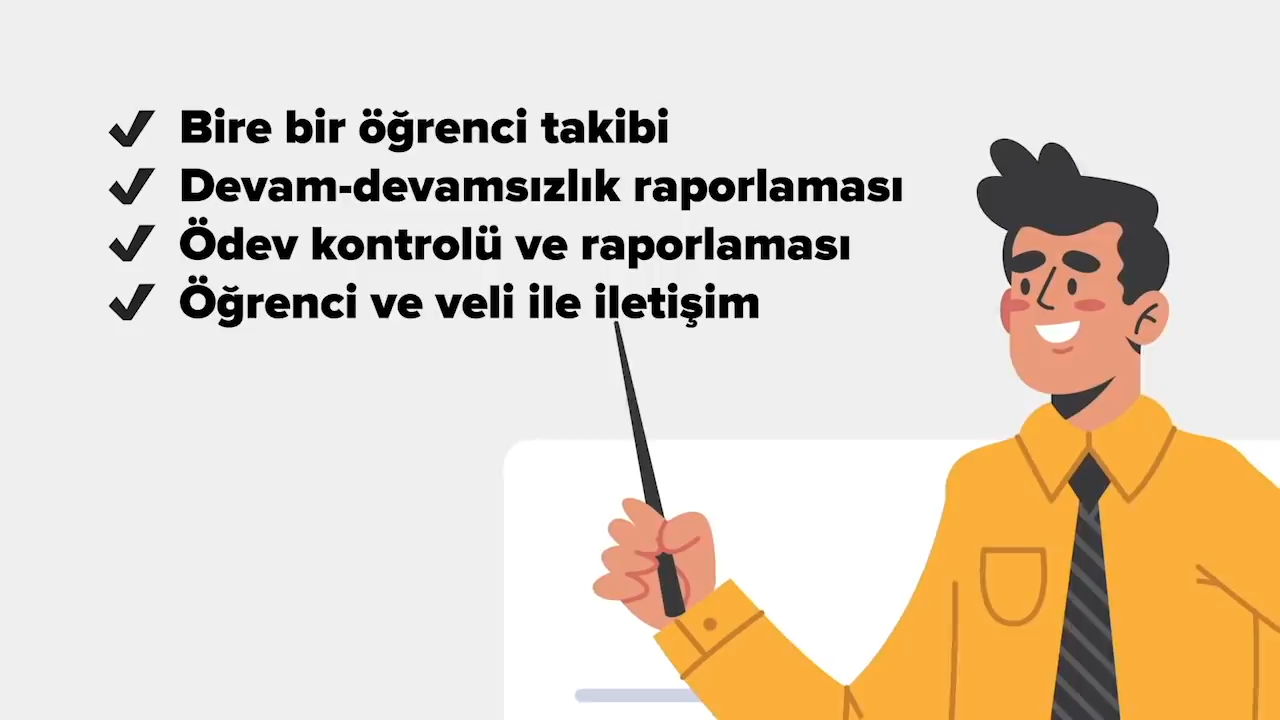 Bire bir öğrenci takibi
Devam-devamsızlık raporlaması
Ödev kontrolü ve raporlaması
Öğrenci ve veli ile iletişim